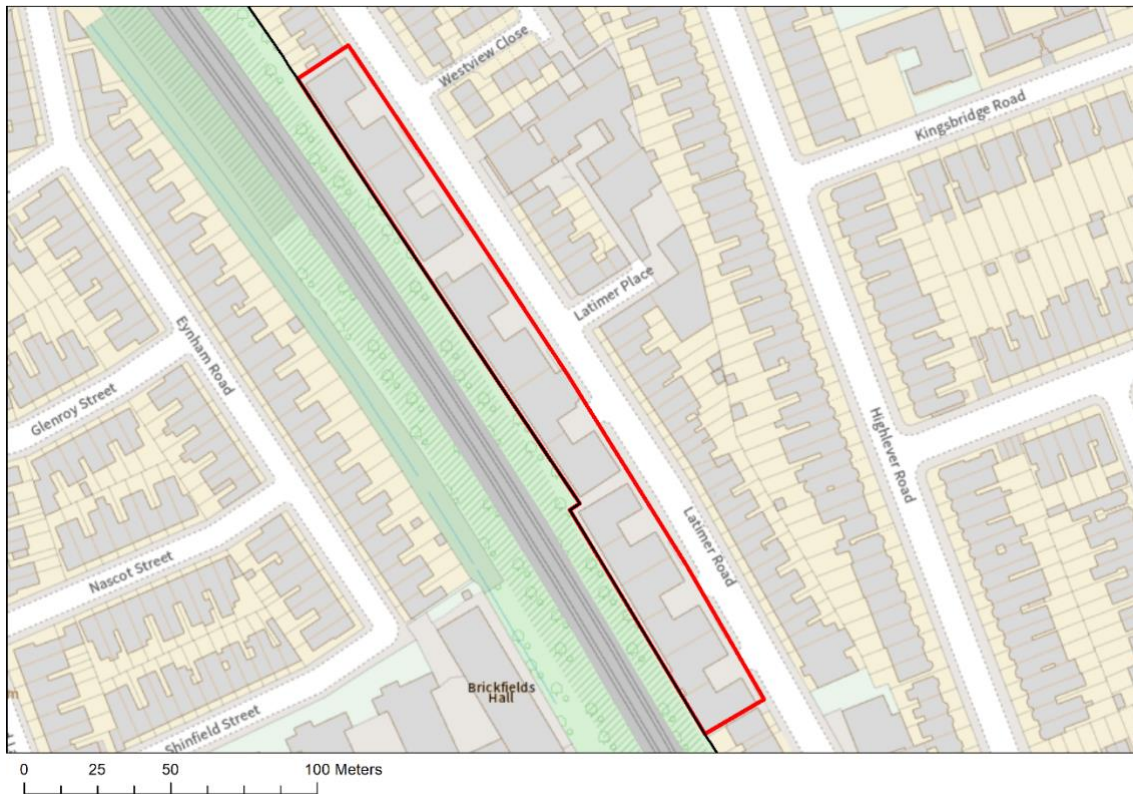 Westview Close
Kingsbridge Road
Latimer Place
Eynham Road
Glenroy Street
Highlever Road
Latimer Road
Nascot Street
Brickfields
Hall
Shinfield Street
0 25 50 100 Meters